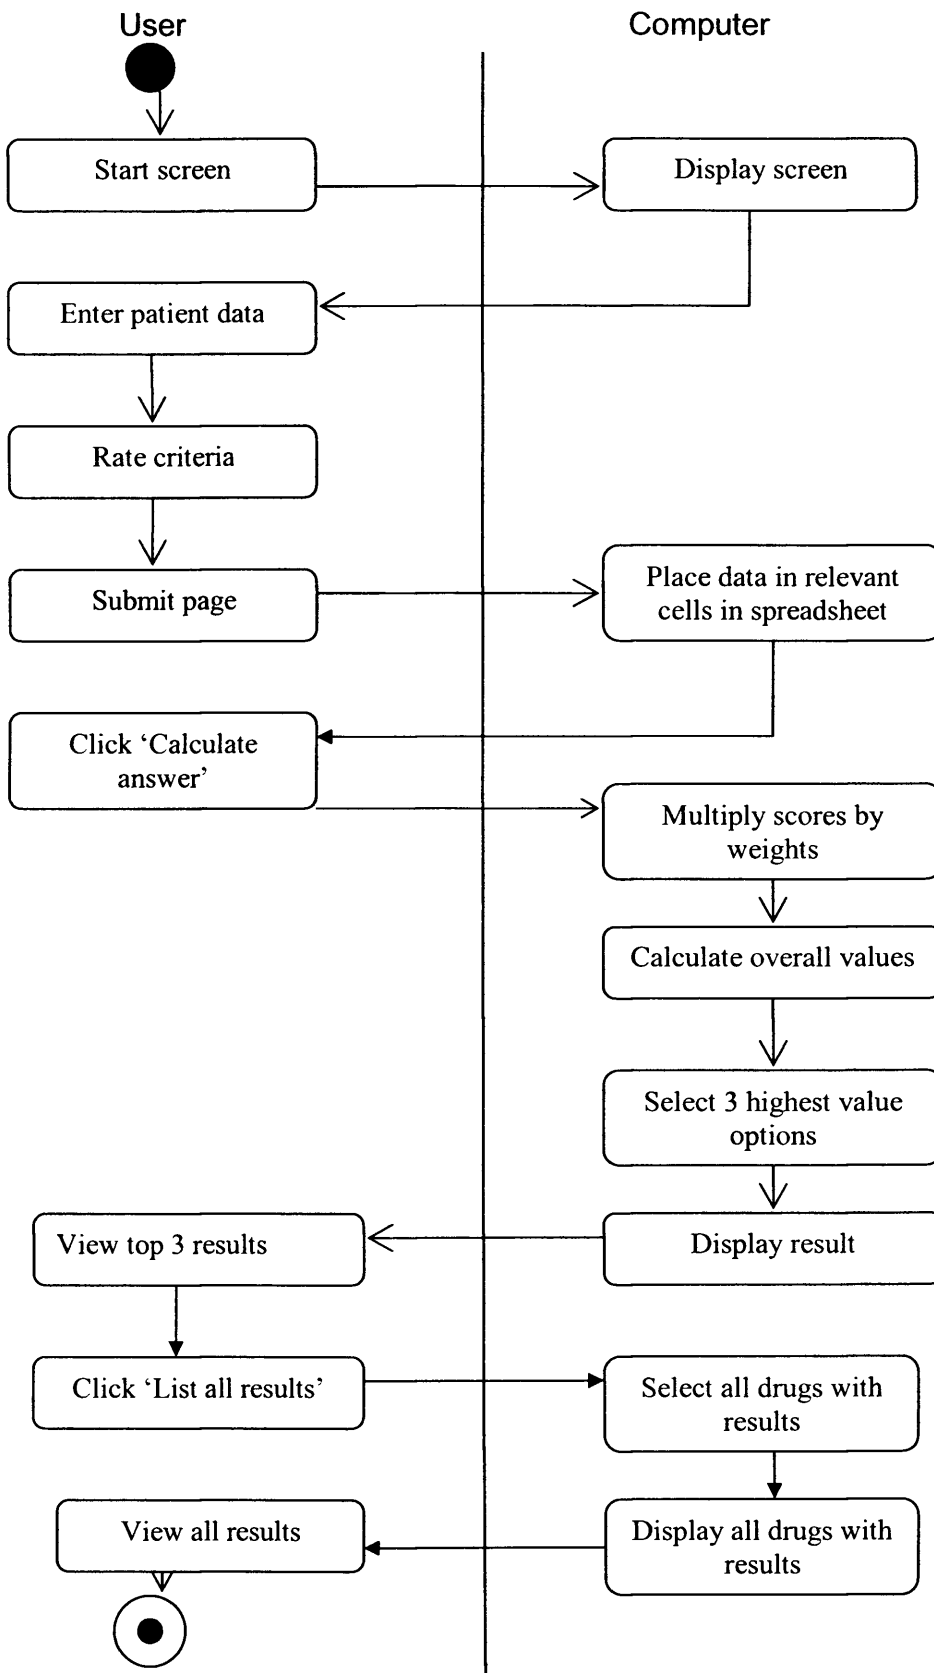 User
Computer
Start screen
Display screen
Enter patient data
Rate criteria
Submit page
Place data in relevant
cells in spreadsheet
Click ‘Calculate
answer’
Multiply scores by
weights
Calculate overall values
Select 3 highest value
options
Display result
View top 3 results
Click ‘List all results’
Select all drugs with
results
Display all drugs with
results
View all results